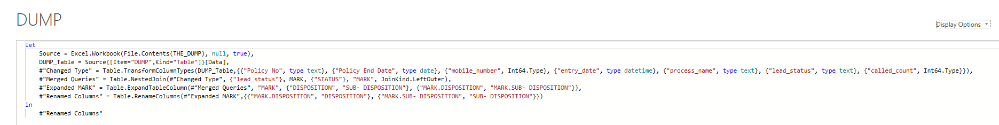 DUMP
Display Options
let
Source = Excel.Workbook(File.Contents(THE_DUMP), null, true),
DUMP_Table = Source{[Item="DUMP",Kind="Table"]}[Data],
#"Changed Type" = Table.TransformColumnTypes(DUMP_Table,{{"Policy No", type text}, {"Policy End Date", type date}, {"mobile_number", Int64.Type}, {"entry_date", type datetime}, {"process_name", type text}, {"lead_status", type text}, {"called_count", Int64.Type}}),
#"Merged Queries" = Table.NestedJoin(#"Changed Type", {"lead_status"}, MARK, {"STATUS"}, "MARK", JoinKind.LeftOuter),
#"Expanded MARK" = Table.ExpandTableColumn(#"Merged Queries", "MARK", {"DISPOSITION", "SUB- DISPOSITION"}, {"MARK.DISPOSITION", "MARK.SUB- DISPOSITION"}),
#"Renamed Columns" = Table.RenameColumns(#"Expanded MARK",{{"MARK.DISPOSITION", "DISPOSITION"}, {"MARK.SUB- DISPOSITION", "SUB- DISPOSITION"}})
in
#"Renamed Columns"